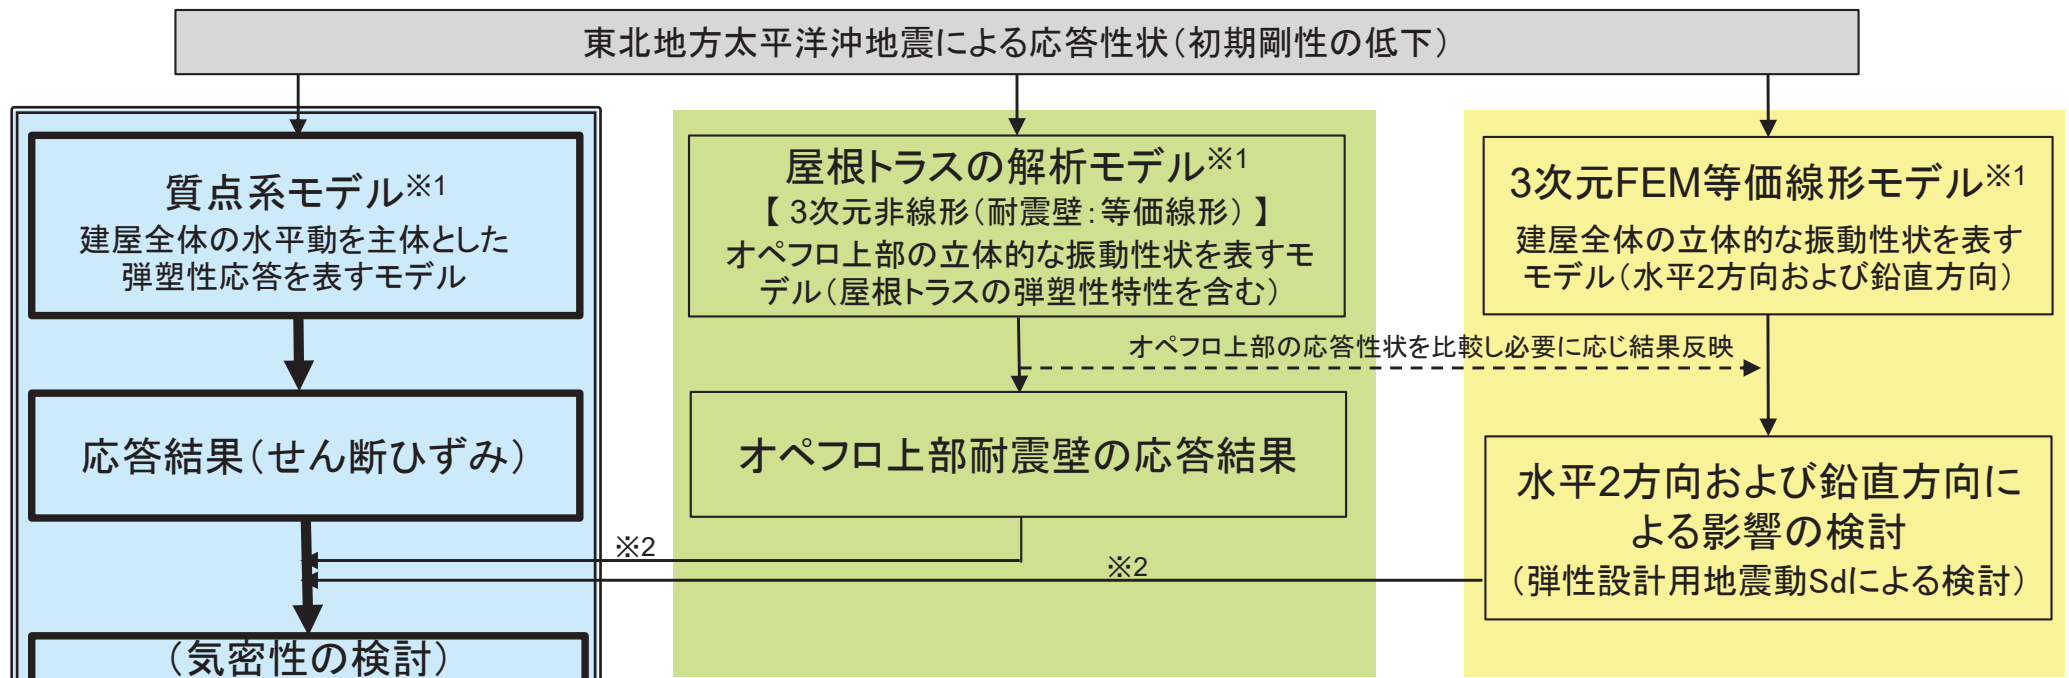 東北地方太平洋沖地震による応答性状（初期剛性の低下）
質点系モデル※1
建屋全体の水平動を主体とした
弾塑性応答を表すモデル
応答結果（せん断ひずみ）
（気密性の検討）
屋根トラスの解析モデル※1
【 3次元非線形（耐震壁：等価線形） 】
オペフロ上部の立体的な振動性状を表すモ
デル（屋根トラスの弾塑性特性を含む）
オペフロ上部の応答性状を比較し必要に応じ結果反映
オペフロ上部耐震壁の応答結果
※2
3次元FEM等価線形モデル※1
建屋全体の立体的な振動性状を表す
モデル（水平2方向および鉛直方向）
水平2方向および鉛直方向に
よる影響の検討
（弾性設計用地震動Sdによる検討）
※2